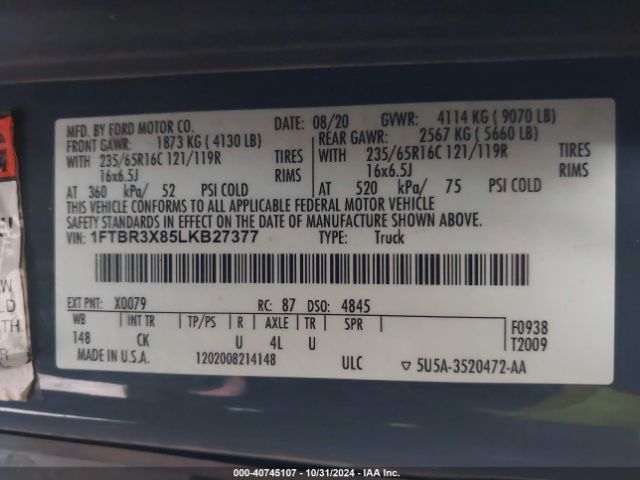 MFD. BY FORD MOTOR CO. DATE: 08/20 GVWR: 4114 KG ( 9070 LB)
FRONT GAWR: 1873 KG ( 4130 LB) REAR GAWR: 2567 KG ( 5660 LB)
WITH 235/65R16C 121/119R TIRES WITH 235/65R16C 121/119R TIRES
16x6.5J RIMS 16x6.5J RIMS
AT 360 kPa/ 52 PSI COLD AT 520 kPa/ 75 PSI COLD
THIS VEHICLE CONFORMS TO ALL APPLICABLE FEDERAL MOTOR VEHICLE
SAFETY STANDARDS IN EFFECT ON THE DATE OF MANUFACTURE SHOWN ABOVE.
VIN: 1FTBR3X85LKB27377 TYPE: Truck
EXT PNT: X0079 RC: 87 DSO: 4845
WB INT TR TP/PS R AXLE TR SPR F0938
148 CK U 4L U T2009
MADE IN U.S.A. 1202008214148 ULC ▽ 5U5A-3520472-AA
W
LD
TH
R
000-40745107 - 10/31/2024 - IAA Inc.